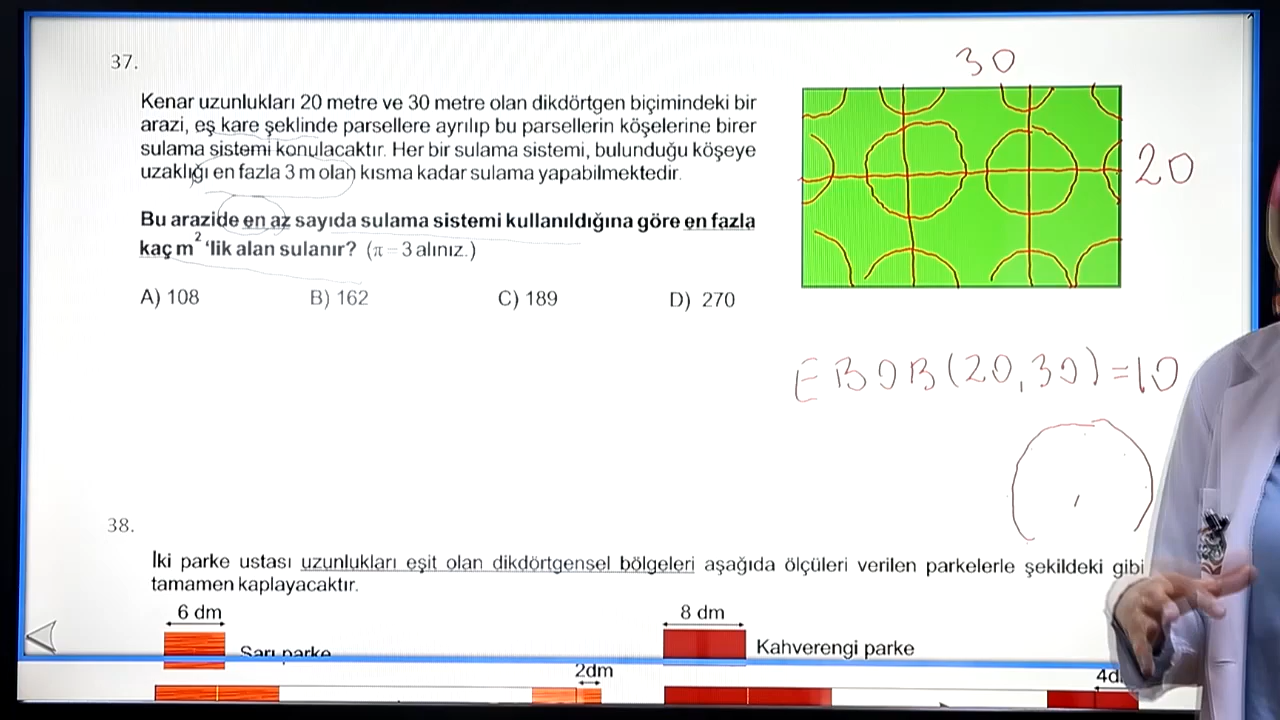 37.
30
Kenar uzunlukları 20 metre ve 30 metre olan dikdörtgen biçimindeki bir
arazi, eş kare şeklinde parsellere ayrılıp bu parsellerin köşelerine birer
sulama sistemi konulacaktır. Her bir sulama sistemi, bulunduğu köşeye
uzaklığı en fazla 3 m olan kısma kadar sulama yapabilmektedir.
20
Bu arazide en az sayıda sulama sistemi kullanıldığına göre en fazla
kaç m² 'lik alan sulanır? (π = 3 alınız.)
A) 108 B) 162 C) 189 D) 270
EBOB(20,30)=10
38.
İki parke ustası uzunlukları eşit olan dikdörtgensel bölgeleri aşağıda ölçüleri verilen parkelerle şekildeki gibi
tamamen kaplayacaktır.
6 dm 8 dm
Sarı parke Kahverengi parke
2dm 4d